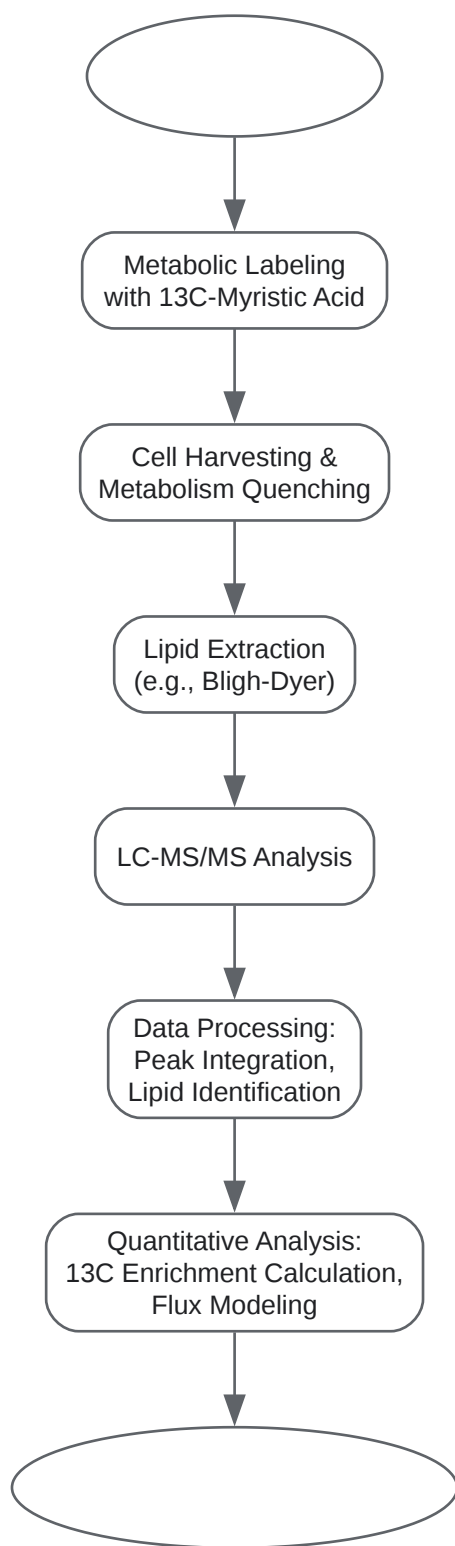 Metabolic Labeling
with 13C-Myristic Acid
Cell Harvesting &
Metabolism Quenching
Lipid Extraction
(e.g., Bligh-Dyer)
LC-MS/MS Analysis
Data Processing:
Peak Integration,
Lipid Identification
Quantitative Analysis:
13C Enrichment Calculation,
Flux Modeling